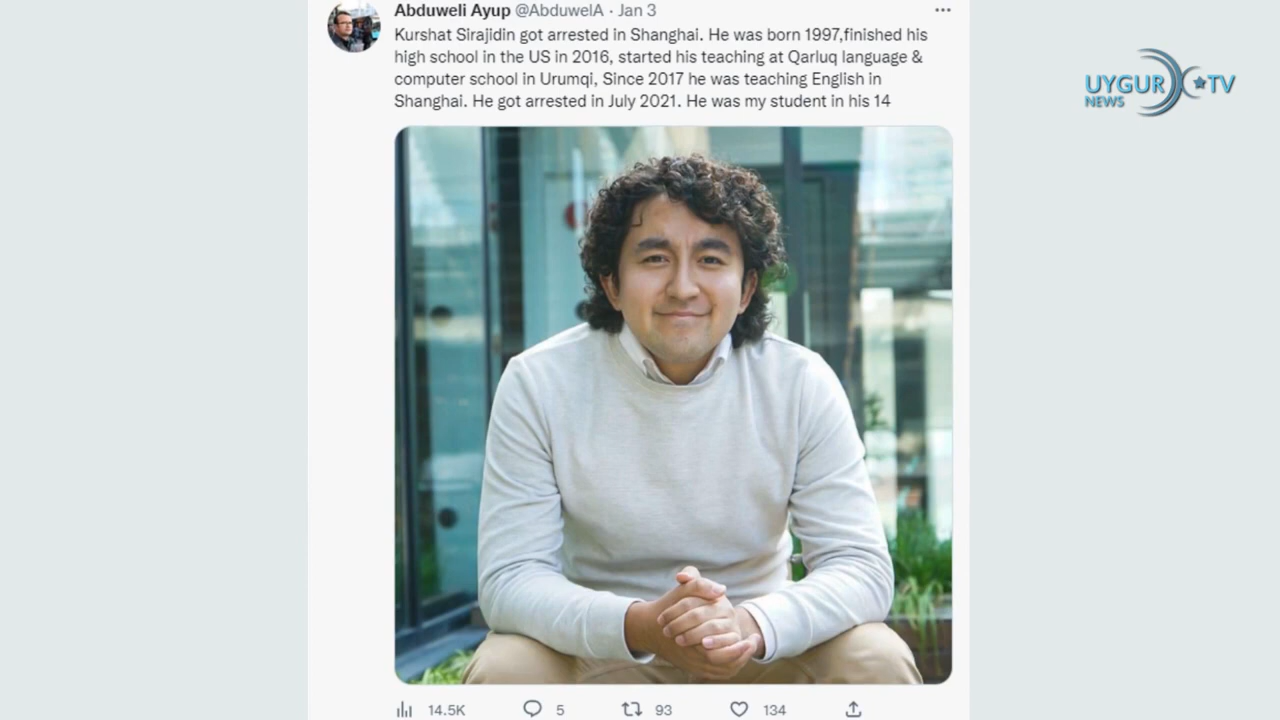 Abduweli Ayup @AbduwelA · Jan 3
Kurshat Sirajidin got arrested in Shanghai. He was born 1997,finished his
high school in the US in 2016, started his teaching at Qarluq language &
computer school in Urumqi, Since 2017 he was teaching English in
Shanghai. He got arrested in July 2021. He was my student in his 14
UYGUR TV
NEWS
14.5K 5 93 134